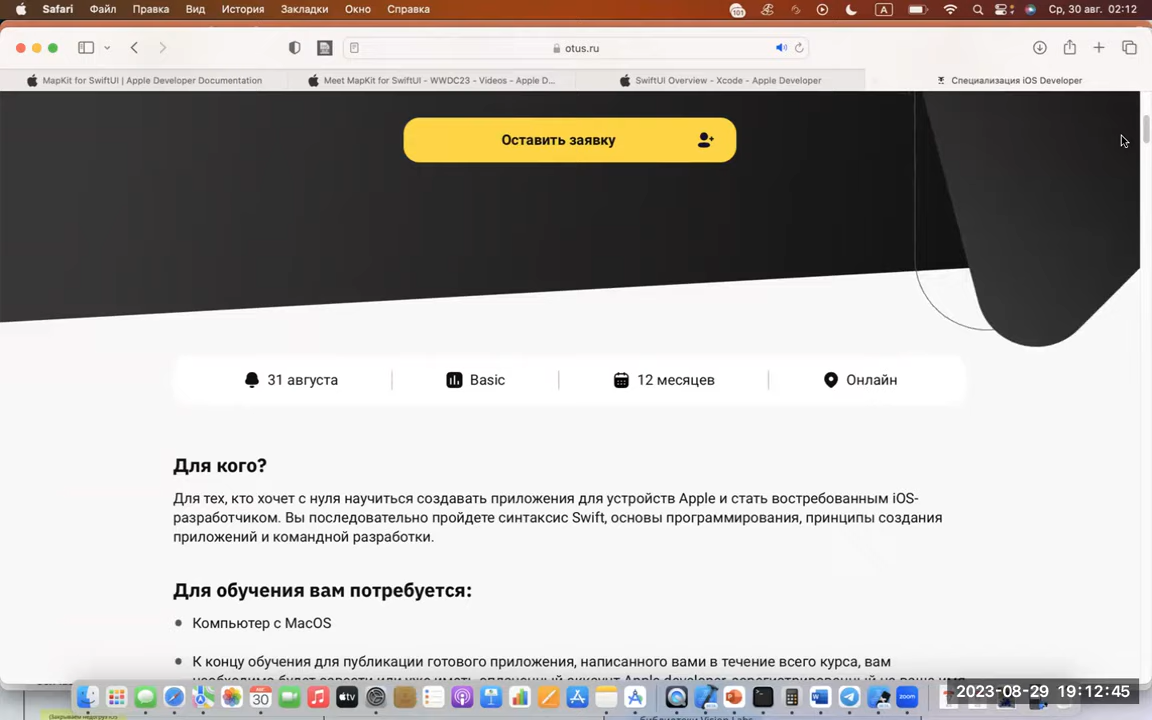 Safari Файл Правка Вид История Закладки Окно Справка
101
A
Ср, 30 авг. 02:12
otus.ru
MapKit for SwiftUI | Apple Developer Documentation
Meet MapKit for SwiftUI - WWDC23 - Videos - Apple D...
SwiftUI Overview - Xcode - Apple Developer
Специализация iOS Developer
Оставить заявку
31 августа
Basic
12 месяцев
Онлайн
Для кого?
Для тех, кто хочет с нуля научиться создавать приложения для устройств Apple и стать востребованным iOS-
разработчиком. Вы последовательно пройдете синтаксис Swift, основы программирования, принципы создания
приложений и командной разработки.
Для обучения вам потребуется:
Компьютер с MacOS
К концу обучения для публикации готового приложения, написанного вами в течение всего курса, вам
30
tv
zoom
2023-08-29 19:12:45